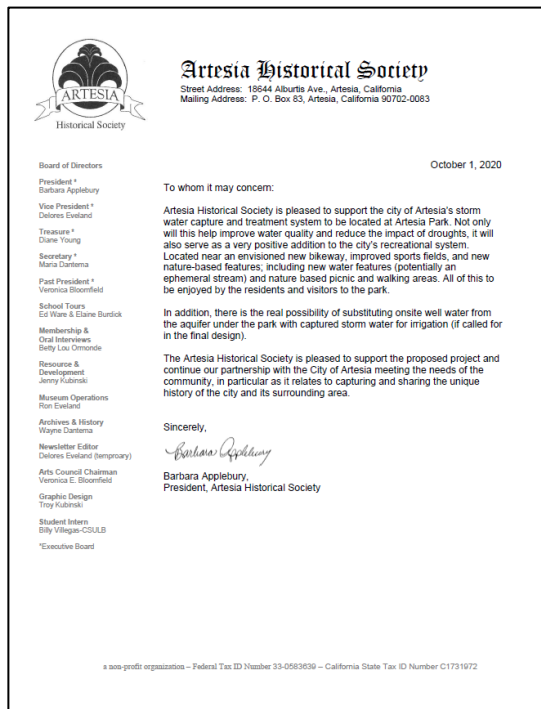 ARTESIA
Historical Society
Artesia Historical Society
Street Address: 18644 Alburtis Ave., Artesia, California
Mailing Address: P. O. Box 83, Artesia, California 90702-0083
Board of Directors
President *
Barbara Applebury
Vice President *
Delores Eveland
Treasure *
Diane Young
Secretary *
Maria Dantema
Past President *
Veronica Bloomfield
School Tours
Ed Ware & Elaine Burdick
Membership &
Oral Interviews
Betty Lou Ormonde
Resource &
Development
Jenny Kubinski
Museum Operations
Ron Eveland
Archives & History
Wayne Dantema
Newsletter Editor
Delores Eveland (temproary)
Arts Council Chairman
Veronica E. Bloomfield
Graphic Design
Troy Kubinski
Student Intern
Billy Villegas-CSULB
*Executive Board
October 1, 2020
To whom it may concern:
Artesia Historical Society is pleased to support the city of Artesia's storm
water capture and treatment system to be located at Artesia Park. Not only
will this help improve water quality and reduce the impact of droughts, it will
also serve as a very positive addition to the city's recreational system.
Located near an envisioned new bikeway, improved sports fields, and new
nature-based features; including new water features (potentially an
ephemeral stream) and nature based picnic and walking areas. All of this to
be enjoyed by the residents and visitors to the park.
In addition, there is the real possibility of substituting onsite well water from
the aquifer under the park with captured storm water for irrigation (if called for
in the final design).
The Artesia Historical Society is pleased to support the proposed project and
continue our partnership with the City of Artesia meeting the needs of the
community, in particular as it relates to capturing and sharing the unique
history of the city and its surrounding area.
Sincerely,
Barbara Applebury
Barbara Applebury,
President, Artesia Historical Society
a non-profit organization – Federal Tax ID Number 33-0583639 – California State Tax ID Number C1731972